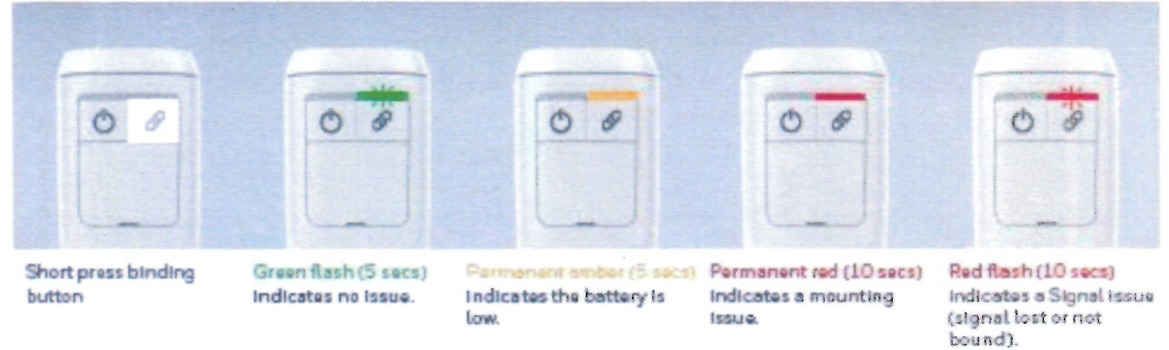 Short press binding
button
Green flash (5 secs)
indicates no issue.
Permanent amber (5 secs)
indicates the battery is
low.
Permanent red (10 secs)
indicates a mounting
issue.
Red flash (10 secs)
indicates a Signal issue
(signal lost or not
bound).